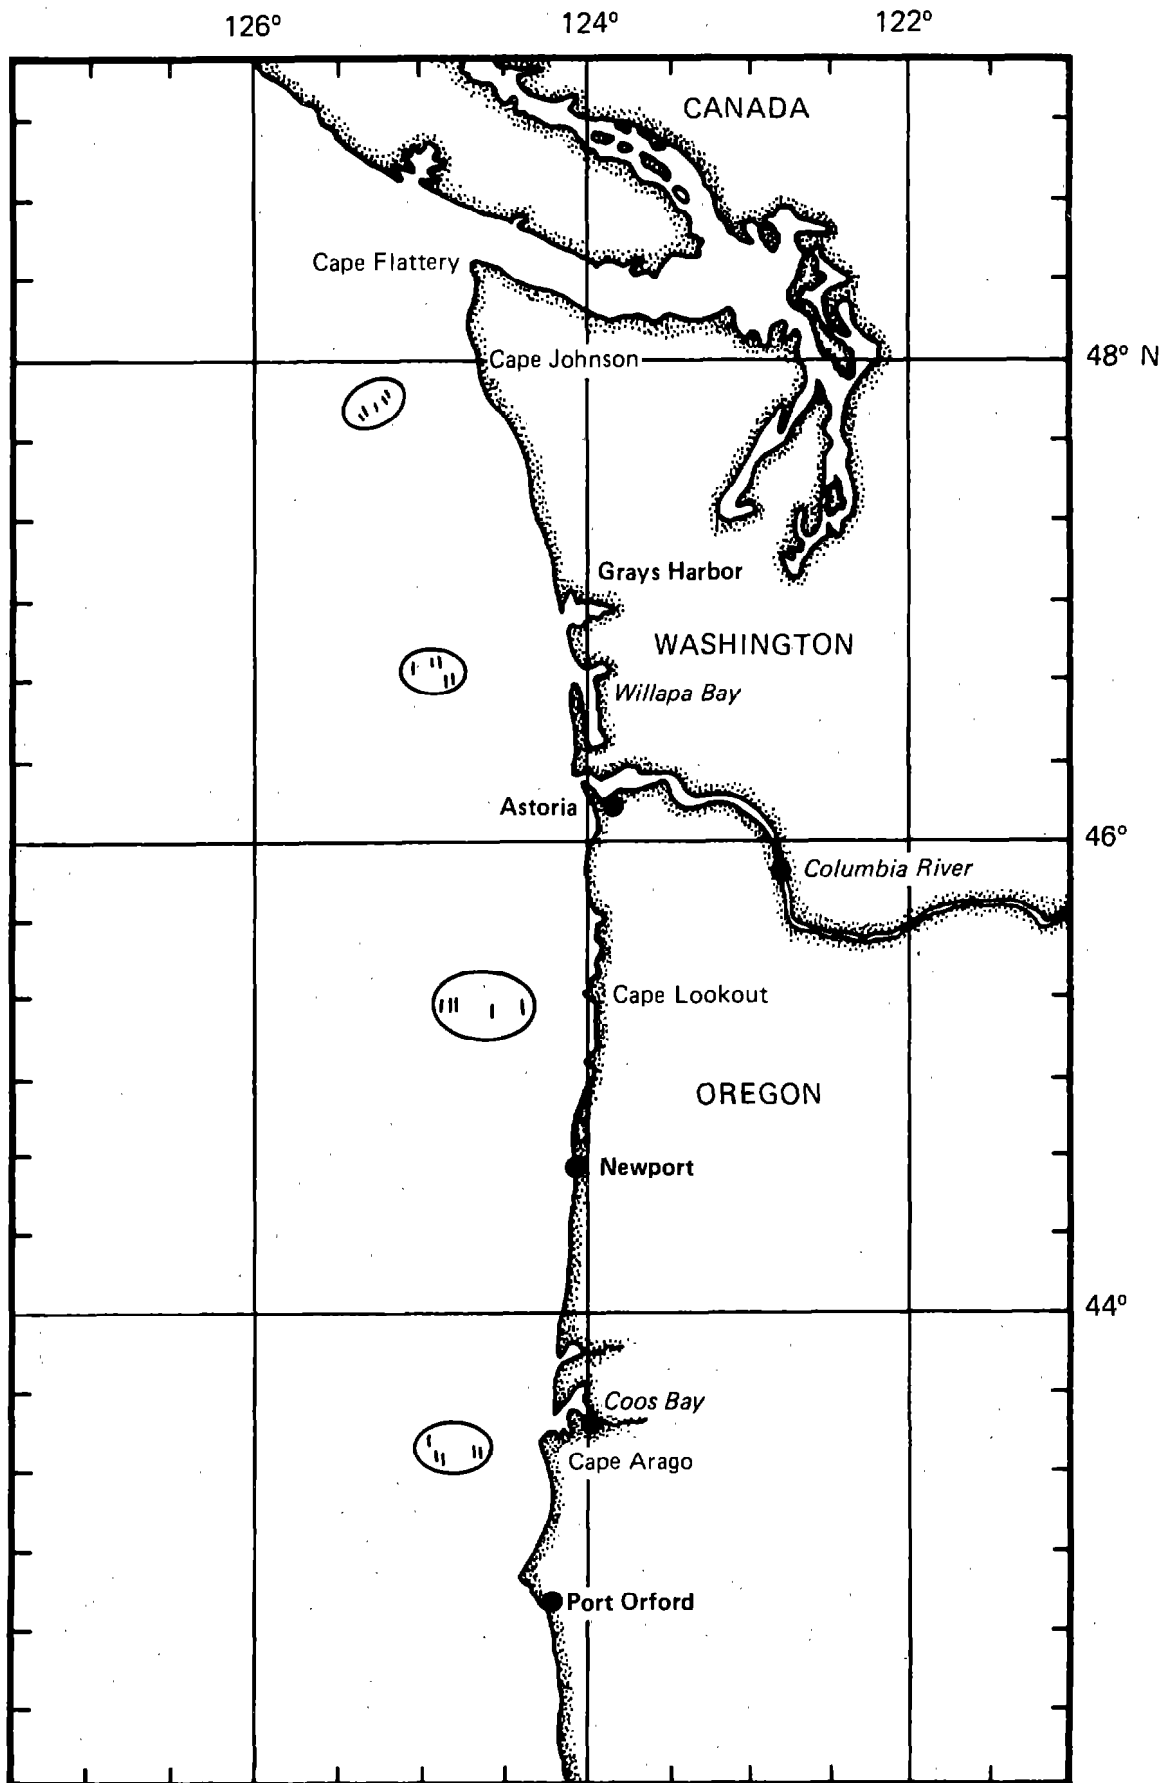 126° 124° 122°
CANADA
Cape Flattery
Cape Johnson
48° N
Grays Harbor
WASHINGTON
Willapa Bay
Astoria
46°
Columbia River
Cape Lookout
OREGON
Newport
44°
Coos Bay
Cape Arago
Port Orford